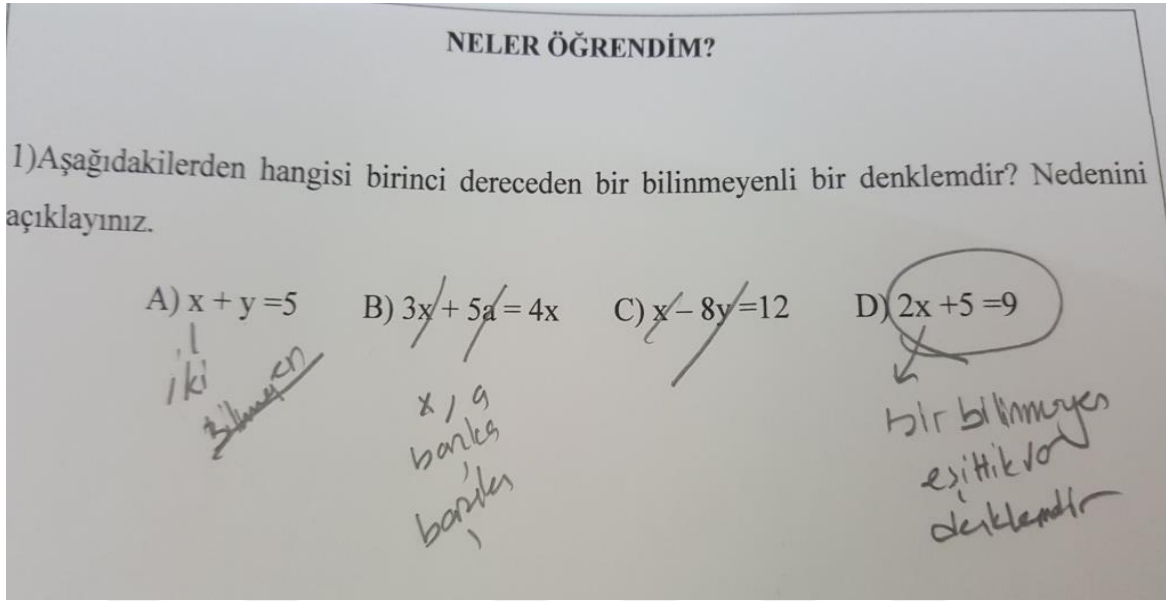 NELER ÖĞRENDİM?
1)Aşağıdakilerden hangisi birinci dereceden bir bilinmeyenli bir denklemdir? Nedenini
açıklayınız.
A) x + y =5 B) 3x + 5a = 4x C) x – 8y =12 D) 2x +5 =9
iki
bilinmeyen
x, a
başka
bir bilinmeyen
eşitlik var
denklemdir